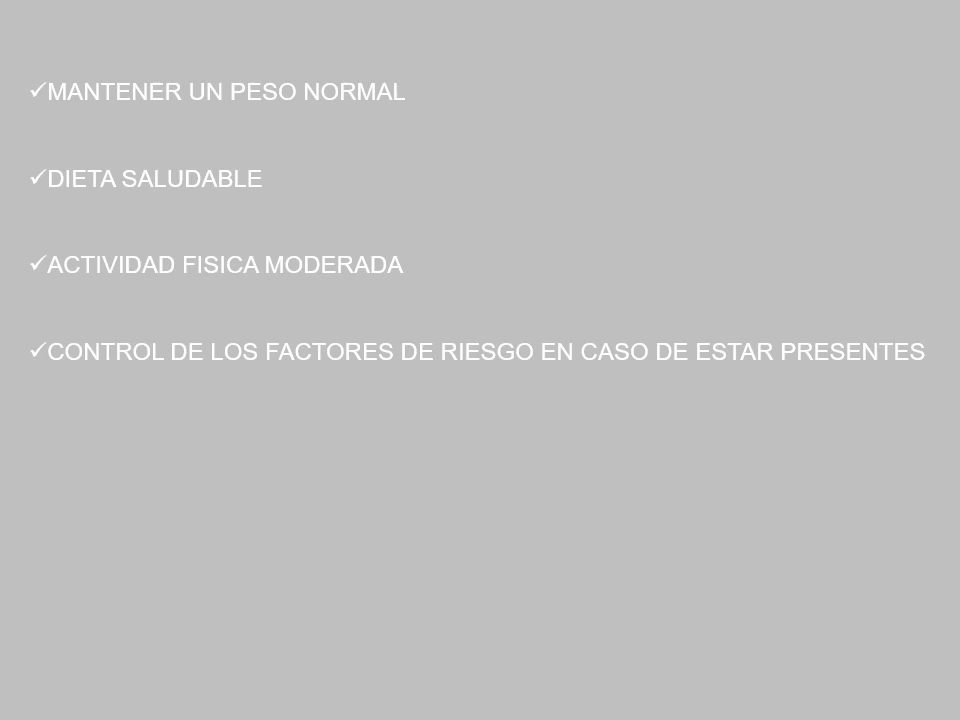 ✓MANTENER UN PESO NORMAL
✓DIETA SALUDABLE
✓ACTIVIDAD FISICA MODERADA
✓CONTROL DE LOS FACTORES DE RIESGO EN CASO DE ESTAR PRESENTES